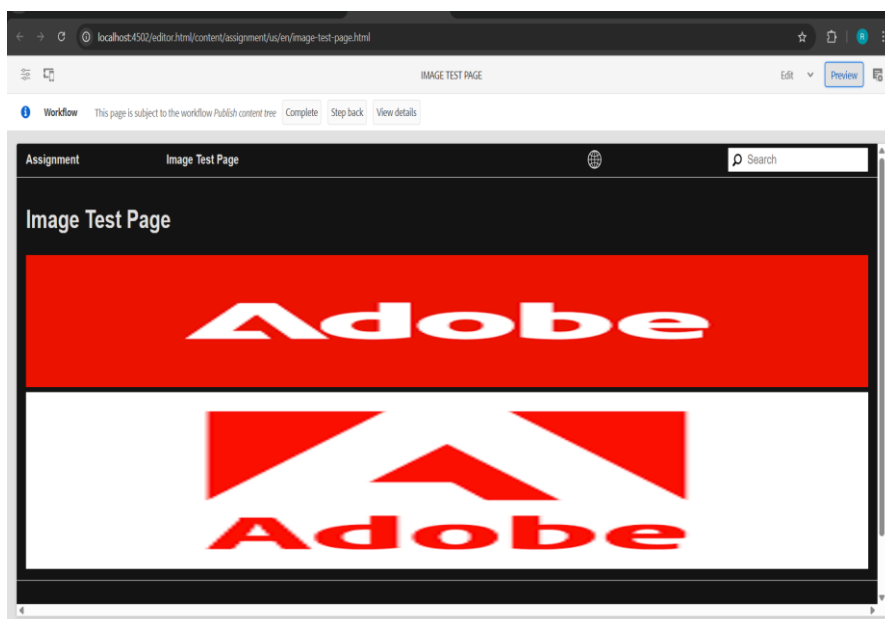 localhost:4502/editor.html/content/assignment/us/en/image-test-page.html
R
IMAGE TEST PAGE
Edit
Preview
Workflow This page is subject to the workflow Publish content tree Complete Step back View details
Assignment Image Test Page Search
Image Test Page
Adobe
Adobe